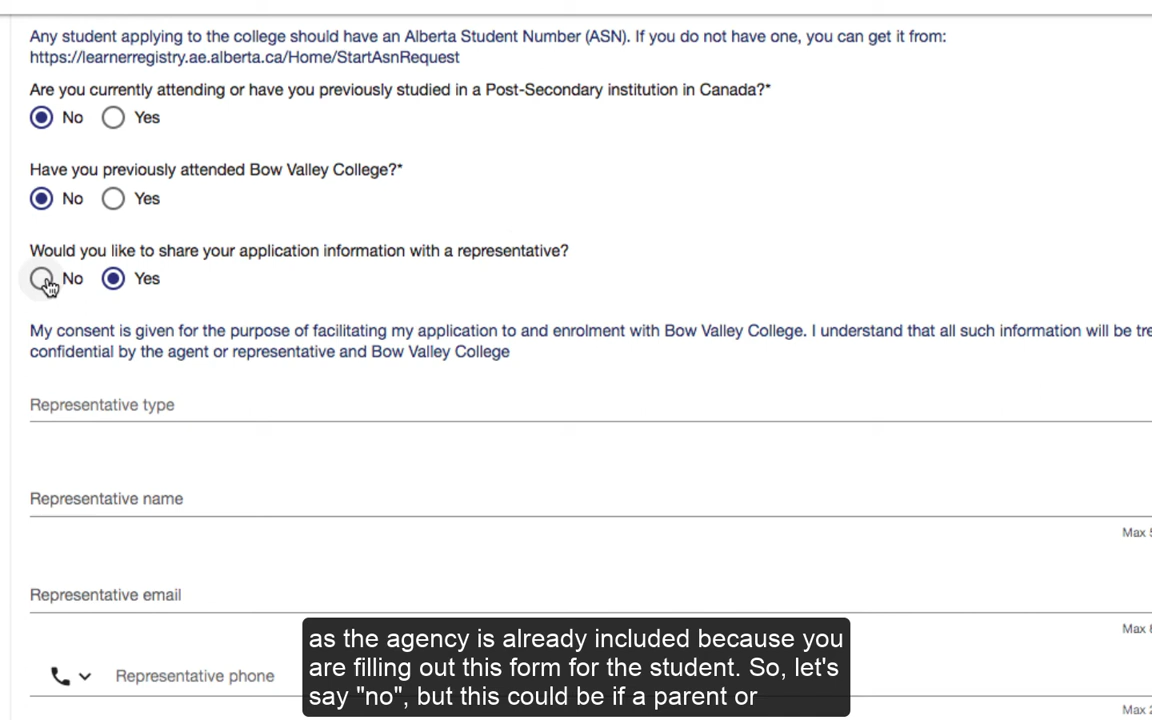 Any student applying to the college should have an Alberta Student Number (ASN). If you do not have one, you can get it from:
https://learnerregistry.ae.alberta.ca/Home/StartAsnRequest
Are you currently attending or have you previously studied in a Post-Secondary institution in Canada?*
No Yes
Have you previously attended Bow Valley College?*
No Yes
Would you like to share your application information with a representative?
No Yes
My consent is given for the purpose of facilitating my application to and enrolment with Bow Valley College. I understand that all such information will be
confidential by the agent or representative and Bow Valley College
Representative type
Representative name
Max
Representative email
Max
Representative phone
Max
as the agency is already included because you
are filling out this form for the student. So, let's
say "no", but this could be if a parent or